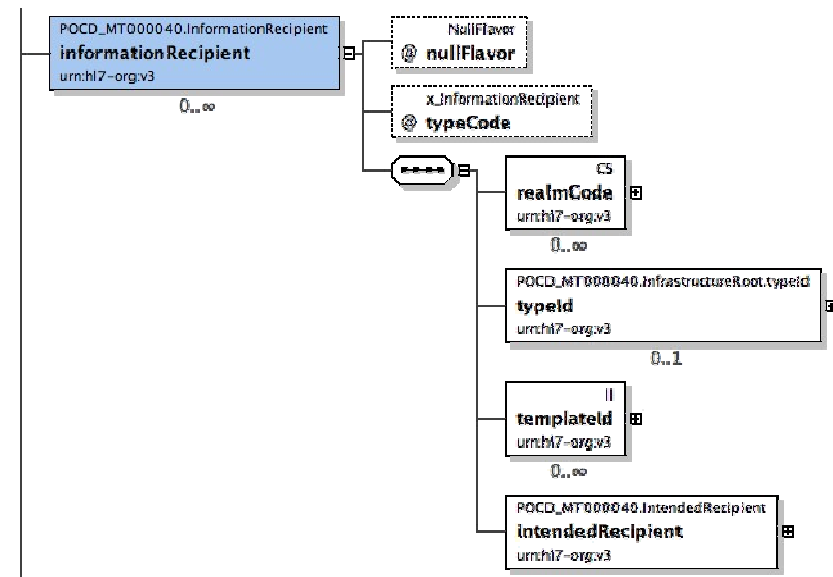 POCD_MT000040.InformationRecipient
informationRecipient
urn:hl7-org:v3
0..∞
NullFlavor
@ nullFlavor
x_InformationRecipient
@ typeCode
CS
realmCode
urn:hl7-org:v3
0..∞
POCD_MT000040.InfrastructureRoot.typeId
typeId
urn:hl7-org:v3
0..1
II
templateId
urn:hl7-org:v3
0..∞
POCD_MT000040.IntendedRecipient
intendedRecipient
urn:hl7-org:v3